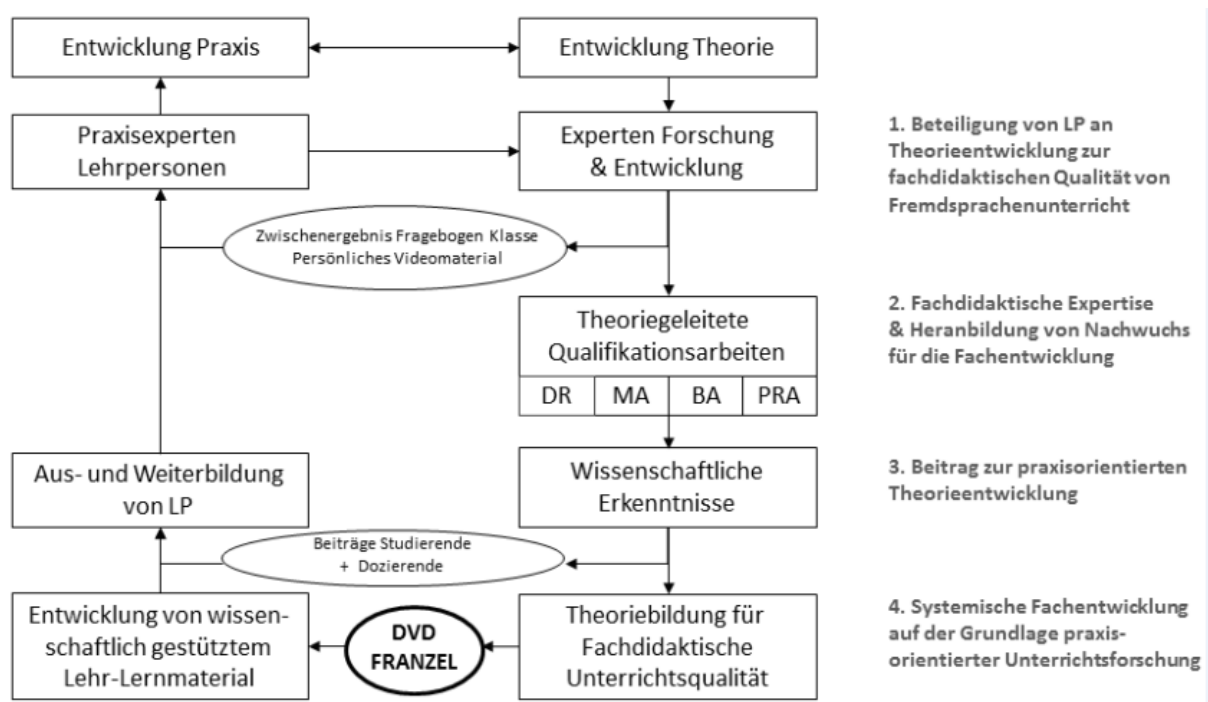 Entwicklung Praxis
Entwicklung Theorie
Praxisexperten
Lehrpersonen
Experten Forschung
& Entwicklung
1. Beteiligung von LP an
Theorieentwicklung zur
fachdidaktischen Qualität von
Fremdsprachenunterricht
Zwischenergebnis Fragebogen Klasse
Persönliches Videomaterial
Theoriegeleitete
Qualifikationsarbeiten
DR MA BA PRA
2. Fachdidaktische Expertise
& Heranbildung von Nachwuchs
für die Fachentwicklung
Aus- und Weiterbildung
von LP
Wissenschaftliche
Erkenntnisse
3. Beitrag zur praxisorientierten
Theorieentwicklung
Beiträge Studierende
+ Dozierende
Entwicklung von wissen-
schaftlich gestütztem
Lehr-Lernmaterial
DVD
FRANZEL
Theoriebildung für
Fachdidaktische
Unterrichtsqualität
4. Systemische Fachentwicklung
auf der Grundlage praxis-
orientierter Unterrichtsforschung